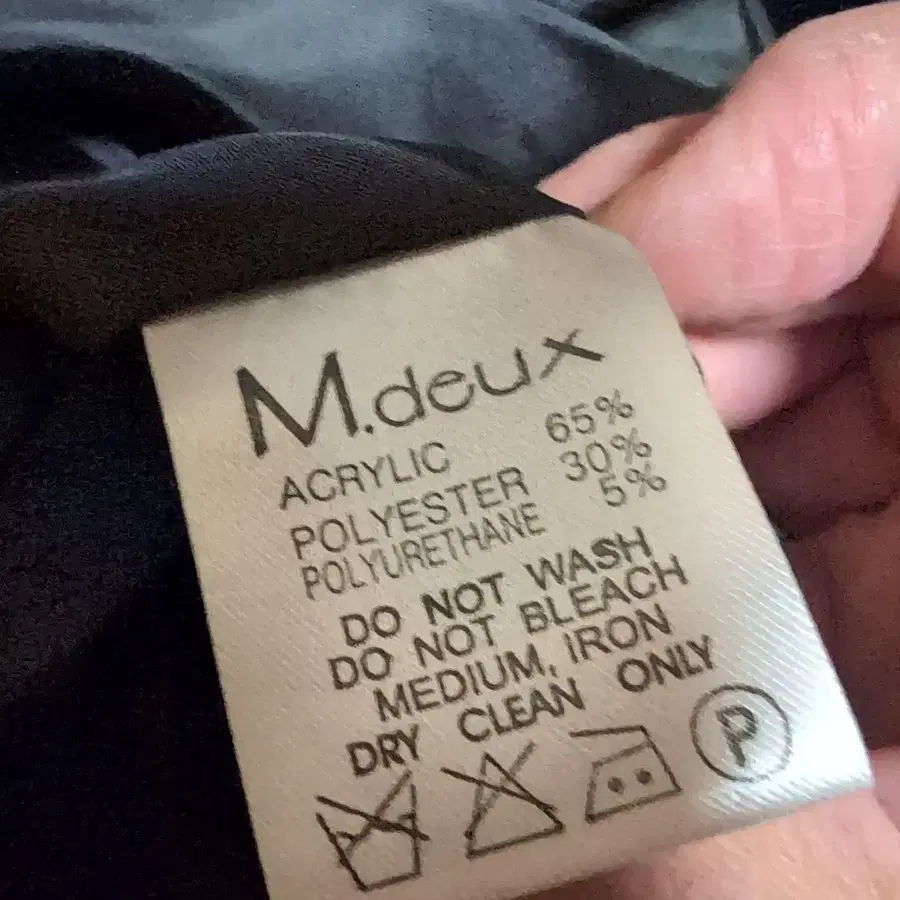 M.deux
ACRYLIC 65%
POLYESTER 30%
POLYURETHANE 5%
DO NOT WASH
DO NOT BLEACH
MEDIUM, IRON
DRY CLEAN ONLY
P